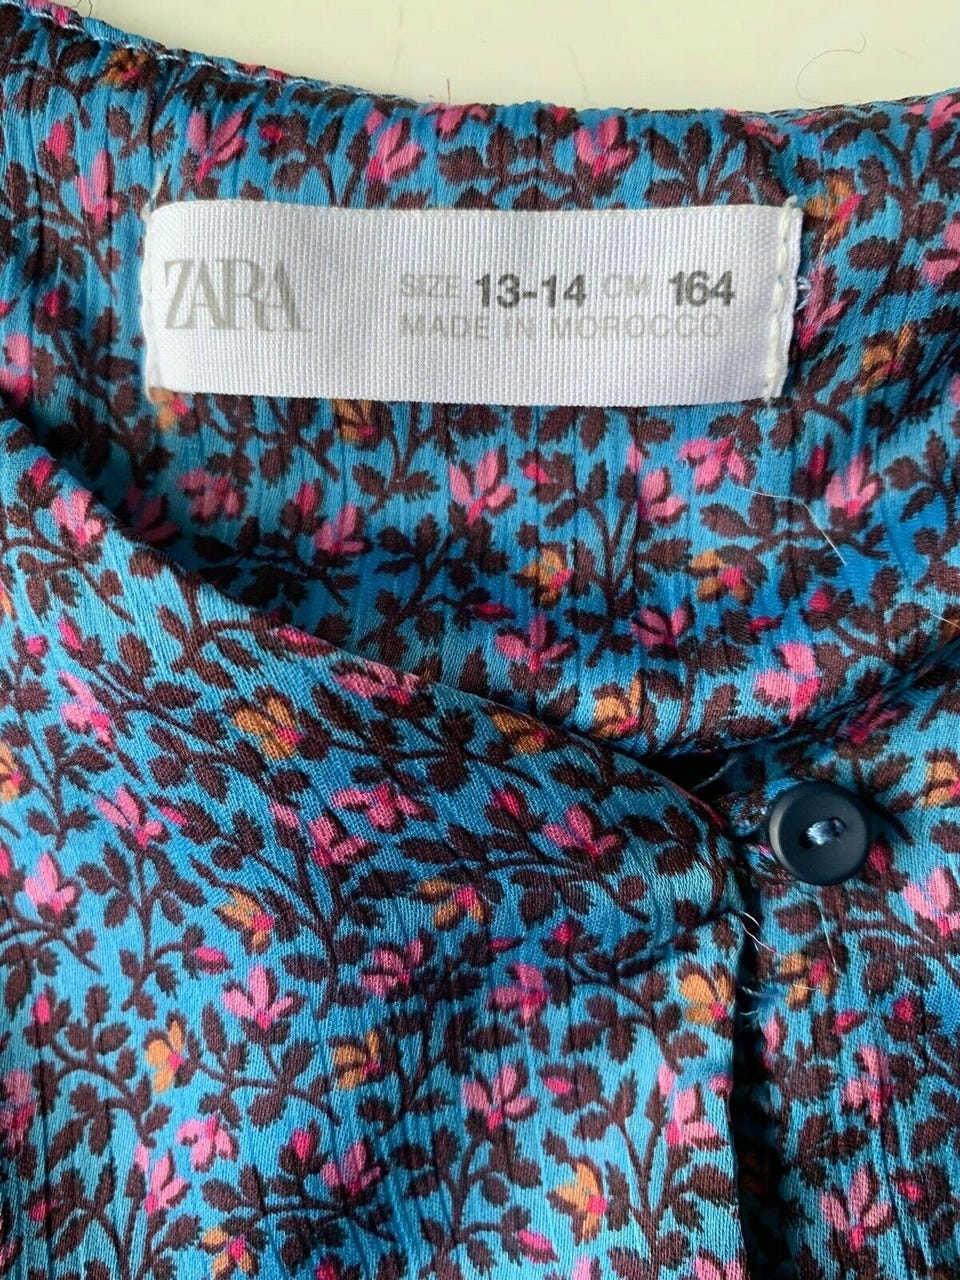 ZARA
SIZE 13-14 CM 164
MADE IN MOROCCO